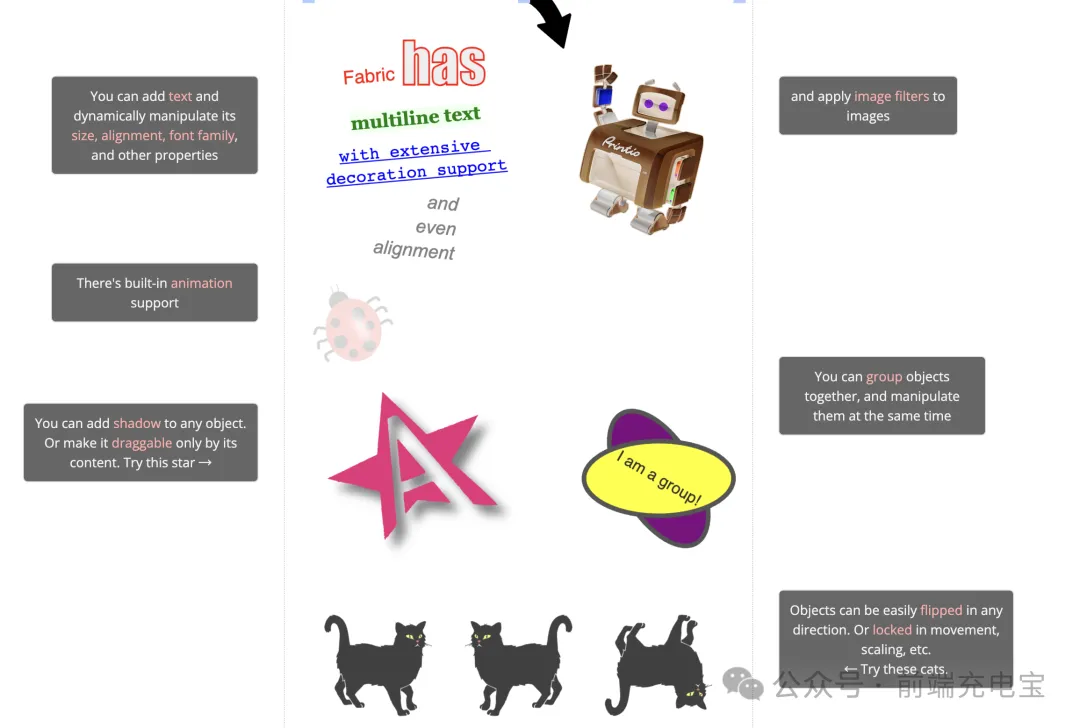 You can add text and
dynamically manipulate its
size, alignment, font family,
and other properties
Fabric has
multiline text
with extensive
decoration support
and
even
alignment
Printio
and apply image filters to
images
There's built-in animation
support
You can add shadow to any object.
Or make it draggable only by its
content. Try this star →
You can group objects
together, and manipulate
them at the same time
I am a group!
Objects can be easily flipped in any
direction. Or locked in movement,
scaling, etc.
← Try these cats.
公众号 · 前端充电宝